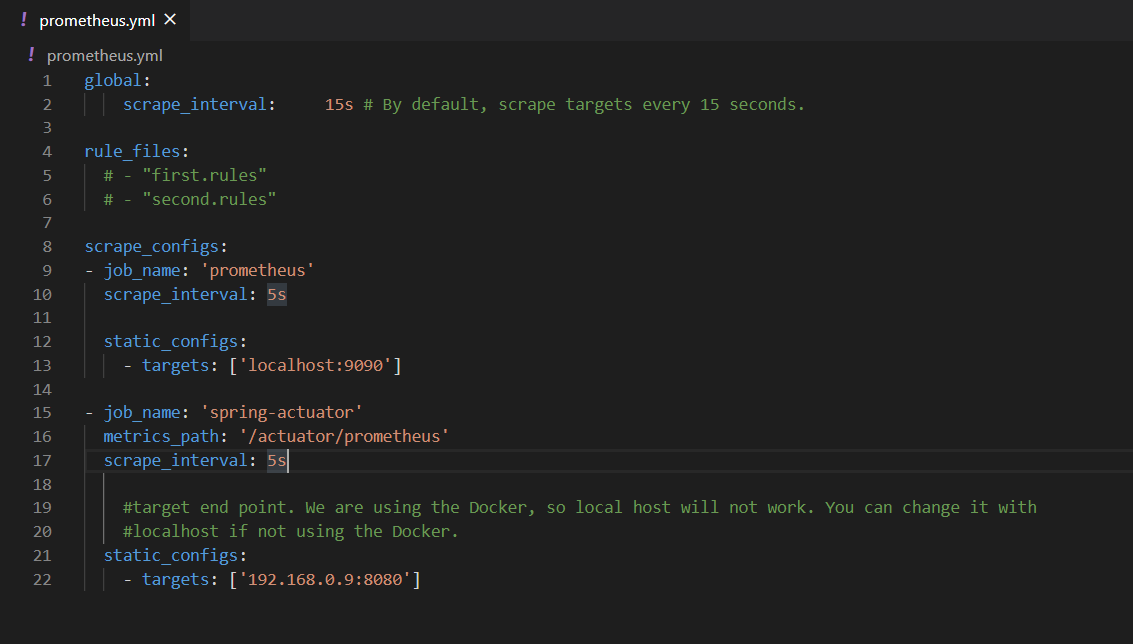 ! prometheus.yml ×
! prometheus.yml
1 global:
2     scrape_interval:     15s # By default, scrape targets every 15 seconds.
3
4 rule_files:
5   # - "first.rules"
6   # - "second.rules"
7
8 scrape_configs:
9 - job_name: 'prometheus'
10   scrape_interval: 5s
11
12   static_configs:
13     - targets: ['localhost:9090']
14
15 - job_name: 'spring-actuator'
16   metrics_path: '/actuator/prometheus'
17   scrape_interval: 5s
18
19     #target end point. We are using the Docker, so local host will not work. You can change it with
20     #localhost if not using the Docker.
21   static_configs:
22     - targets: ['192.168.0.9:8080']